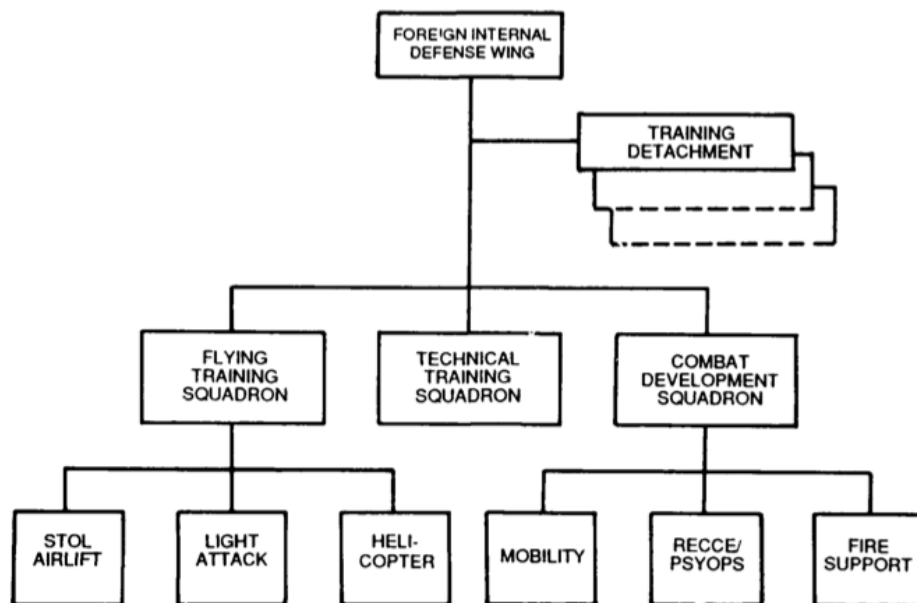 FOREIGN INTERNAL
DEFENSE WING
TRAINING
DETACHMENT
FLYING
TRAINING
SQUADRON
TECHNICAL
TRAINING
SQUADRON
COMBAT
DEVELOPMENT
SQUADRON
STOL
AIRLIFT
LIGHT
ATTACK
HELI-
COPTER
MOBILITY
RECCE/
PSYOPS
FIRE
SUPPORT